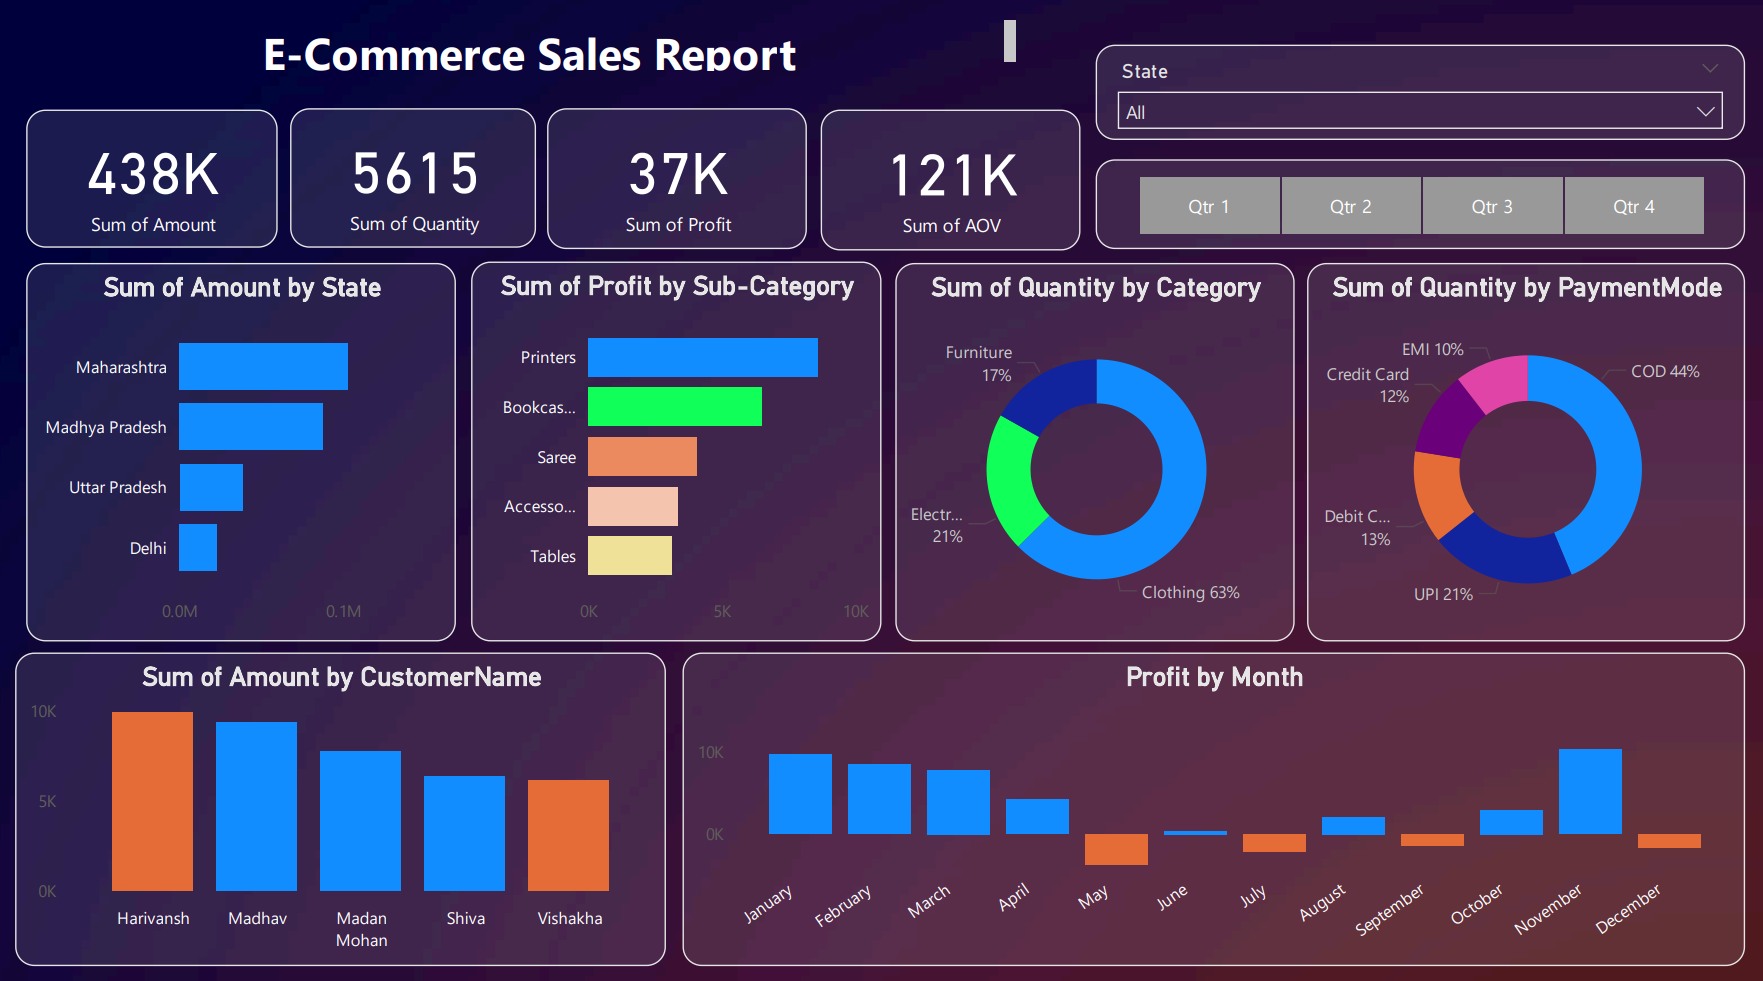 E-Commerce Sales Report
State
All
438K
Sum of Amount
5615
Sum of Quantity
37K
Sum of Profit
121K
Sum of AOV
Qtr 1
Qtr 2
Qtr 3
Qtr 4
Sum of Amount by State
Maharashtra
Madhya Pradesh
Uttar Pradesh
Delhi
0.0M
0.1M
Sum of Profit by Sub-Category
Printers
Bookcas...
Saree
Accesso...
Tables
0K
5K
10K
Sum of Quantity by Category
Furniture
17%
Electr...
21%
Clothing 63%
Sum of Quantity by PaymentMode
EMI 10%
Credit Card
12%
COD 44%
Debit C...
13%
UPI 21%
Sum of Amount by CustomerName
10K
5K
0K
Harivansh
Madhav
Madan
Mohan
Shiva
Vishakha
Profit by Month
10K
0K
January
February
March
April
May
June
July
August
September
October
November
December